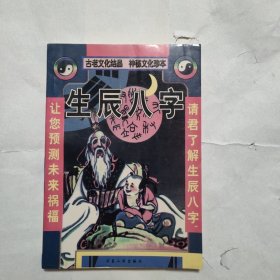 古老文化结晶 神秘文化珍本
生辰八字
请君了解生辰八字
让您预测未来祸福